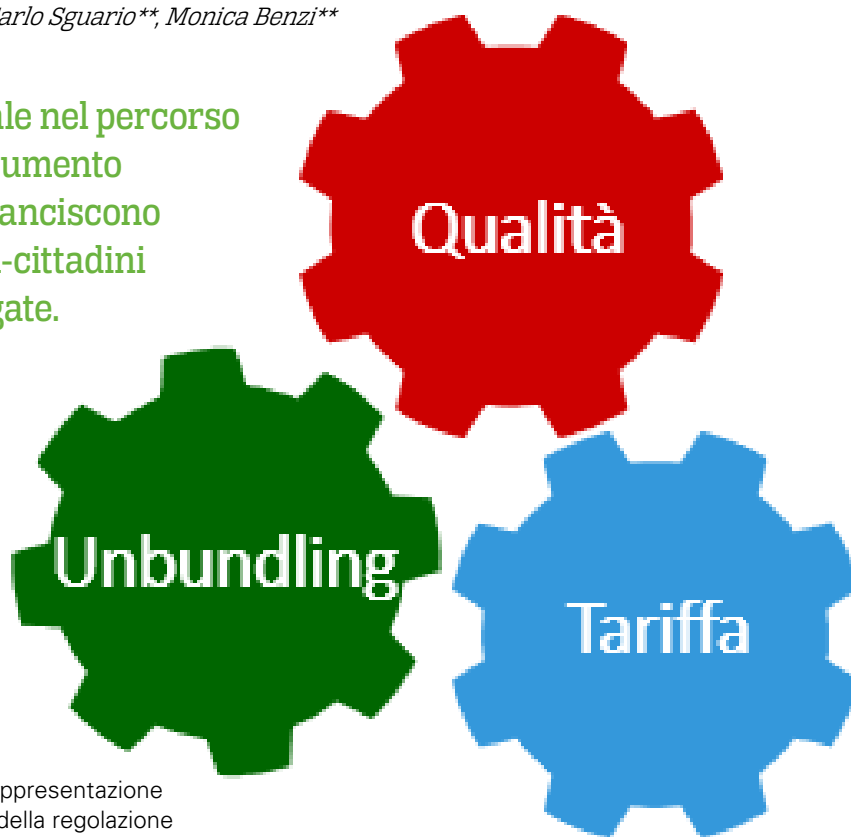 arlo Sguario**, Monica Benzi**
ale nel percorso
umento
anciscono
-cittadini
gate.
Qualità
Unbundling
Tariffa
ppresentazione
della regolazione